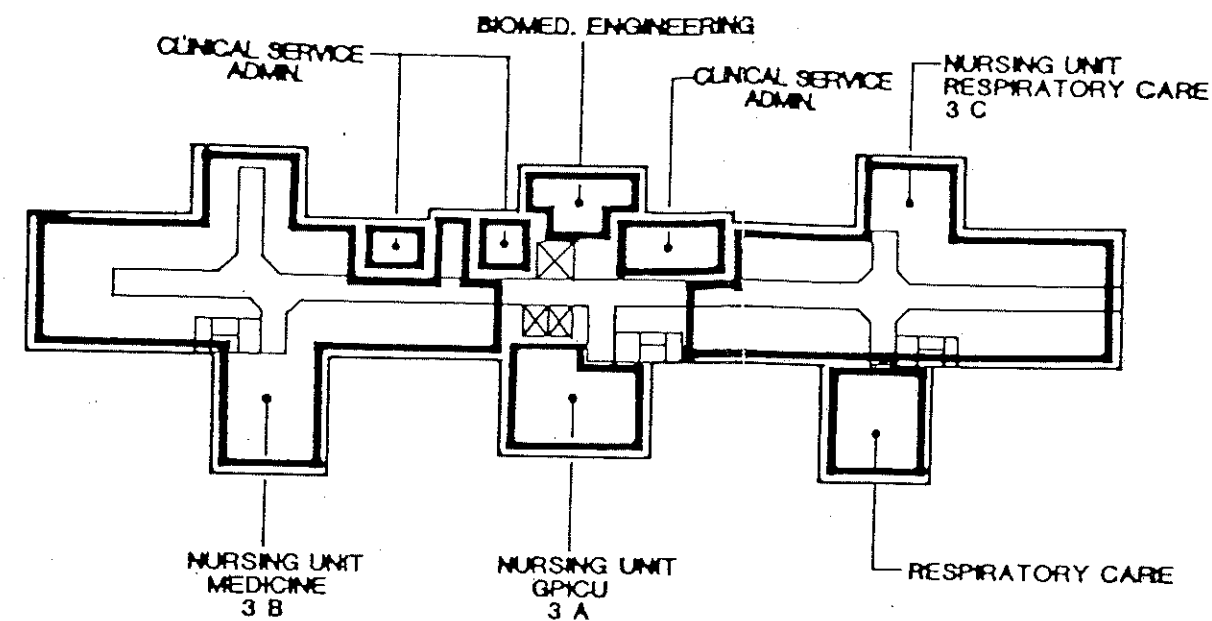 BIOMED. ENGINEERING
CLINICAL SERVICE
ADMIN.
CLINICAL SERVICE
ADMIN.
NURSING UNIT
RESPIRATORY CARE
3 C
NURSING UNIT
MEDICINE
3 B
NURSING UNIT
GPICU
3 A
RESPIRATORY CARE